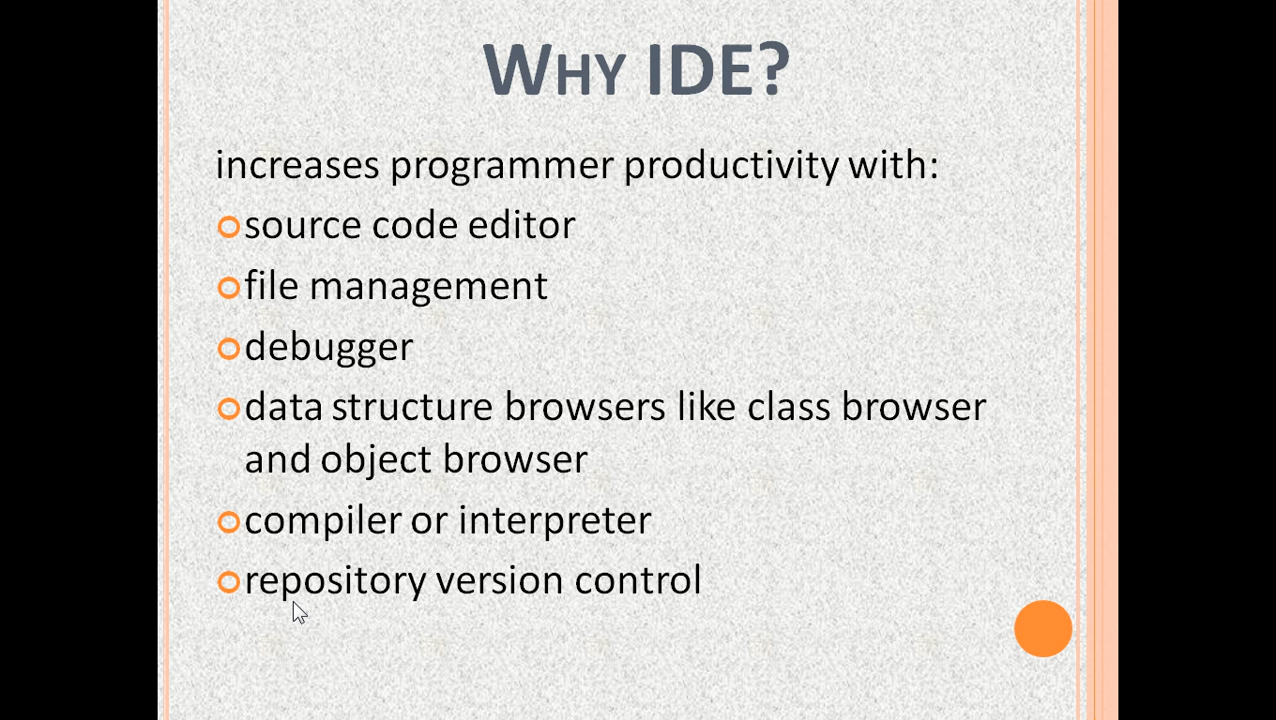 WHY IDE?
increases programmer productivity with:
source code editor
file management
debugger
data structure browsers like class browser
and object browser
compiler or interpreter
repository version control